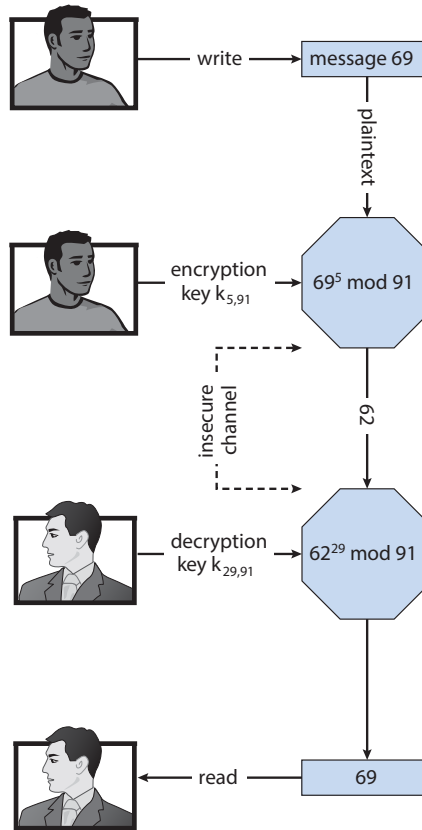 write
message 69
plaintext
encryption
key k₅,₉₁
69⁵ mod 91
insecure
channel
62
decryption
key k₂₉,₉₁
62²⁹ mod 91
read
69